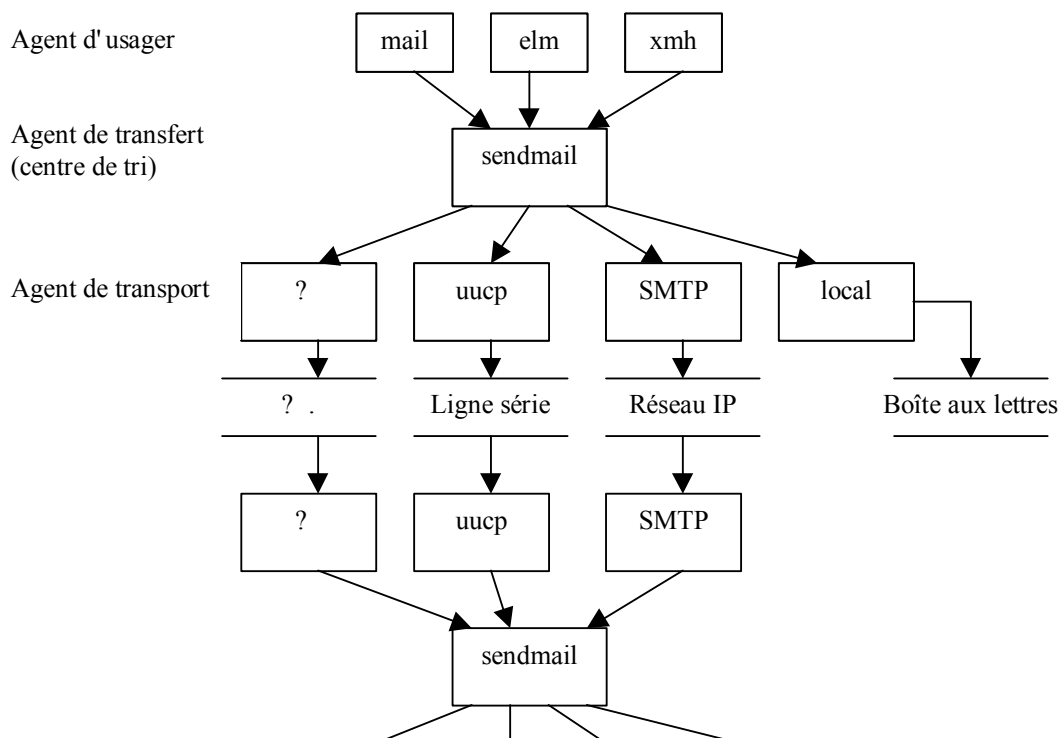 Agent d'usager
mail
elm
xmh
Agent de transfert
(centre de tri)
sendmail
Agent de transport
?
uucp
SMTP
local
? .
Ligne série
Réseau IP
Boîte aux lettres
?
uucp
SMTP
sendmail